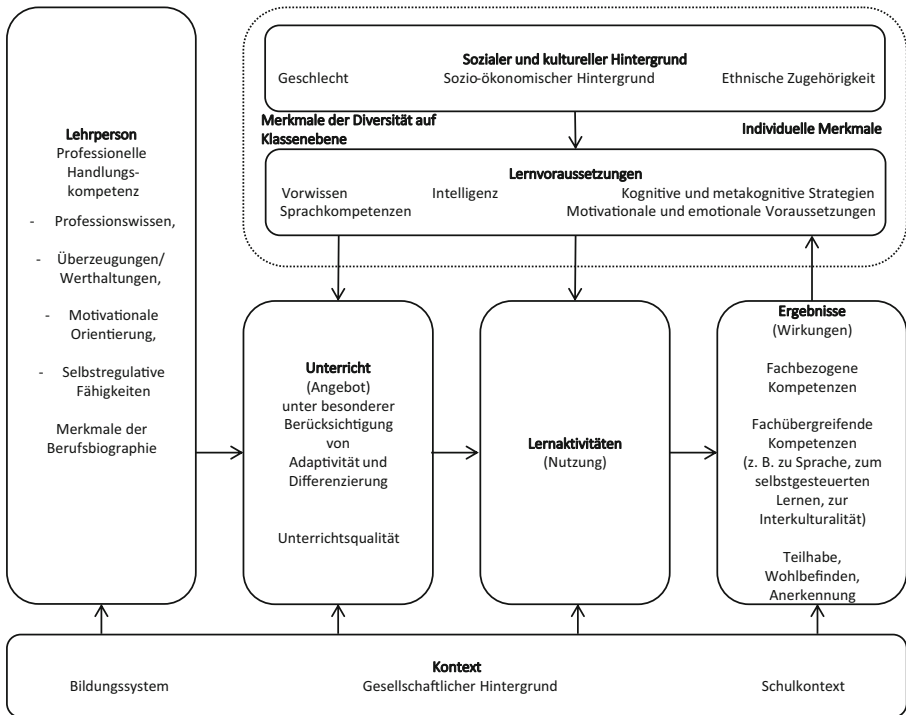 Lehrperson
Professionelle
Handlungs-
kompetenz
- Professionswissen,
- Überzeugungen/
Werthaltungen,
- Motivationale
Orientierung,
- Selbstregulative
Fähigkeiten
Merkmale der
Berufsbiographie
Sozialer und kultureller Hintergrund
Geschlecht Sozio-ökonomischer Hintergrund Ethnische Zugehörigkeit
Merkmale der Diversität auf
Klassenebene
Individuelle Merkmale
Lernvoraussetzungen
Vorwissen Intelligenz Kognitive und metakognitive Strategien
Sprachkompetenzen Motivationale und emotionale Voraussetzungen
Unterricht
(Angebot)
unter besonderer
Berücksichtigung
von
Adaptivität und
Differenzierung
Unterrichtsqualität
Lernaktivitäten
(Nutzung)
Ergebnisse
(Wirkungen)
Fachbezogene
Kompetenzen
Fachübergreifende
Kompetenzen
(z. B. zu Sprache, zum
selbstgesteuerten
Lernen, zur
Interkulturalität)
Teilhabe,
Wohlbefinden,
Anerkennung
Kontext
Bildungssystem Gesellschaftlicher Hintergrund Schulkontext